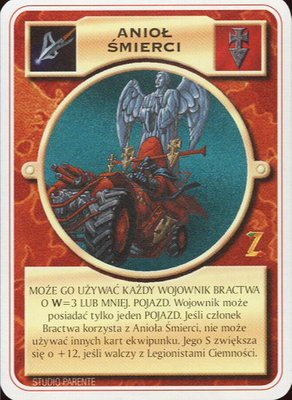 ANIOŁ
ŚMIERCI
Z
MOŻE GO UŻYWAĆ KAŻDY WOJOWNIK BRACTWA
O W=3 LUB MNIEJ. POJAZD. Wojownik może
posiadać tylko jeden POJAZD. Jeśli członek
Bractwa korzysta z Anioła Śmierci, nie może
używać innych kart ekwipunku. Jego S zwiększa
się o +12, jeśli walczy z Legionistami Ciemności.
STUDIO PARENTE